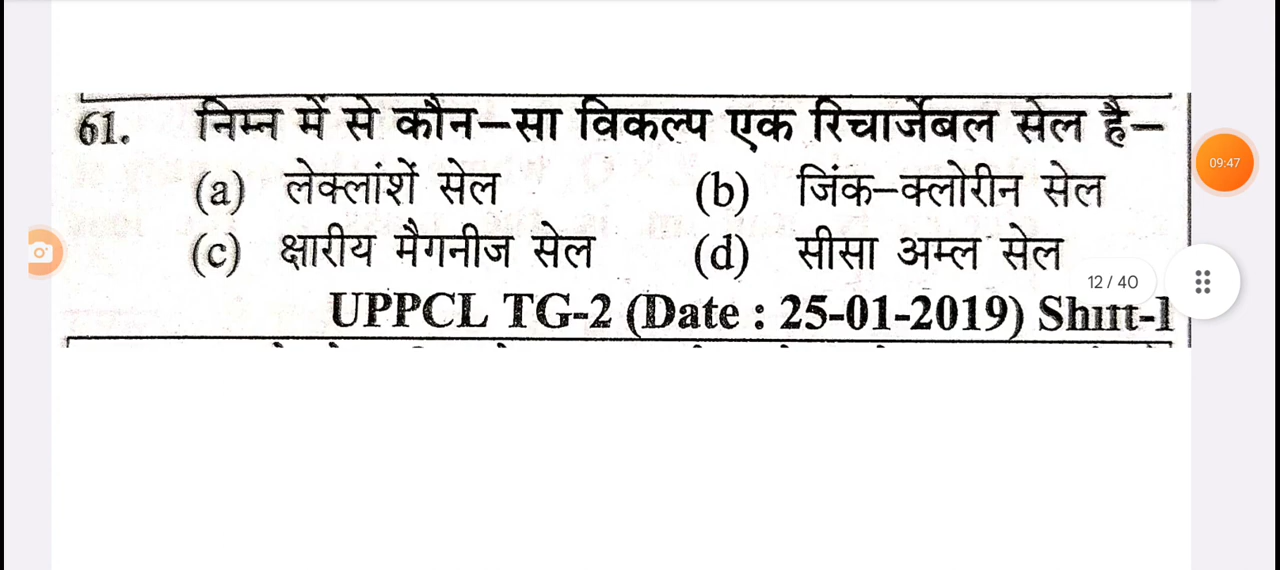 61. निम्न में से कौन–सा विकल्प एक रिचार्जेबल सेल है–
(a) लेक्लांशें सेल (b) जिंक–क्लोरीन सेल
(c) क्षारीय मैगनीज सेल (d) सीसा अम्ल सेल
UPPCL TG-2 (Date : 25-01-2019) Shift-1
09:47
12 / 40